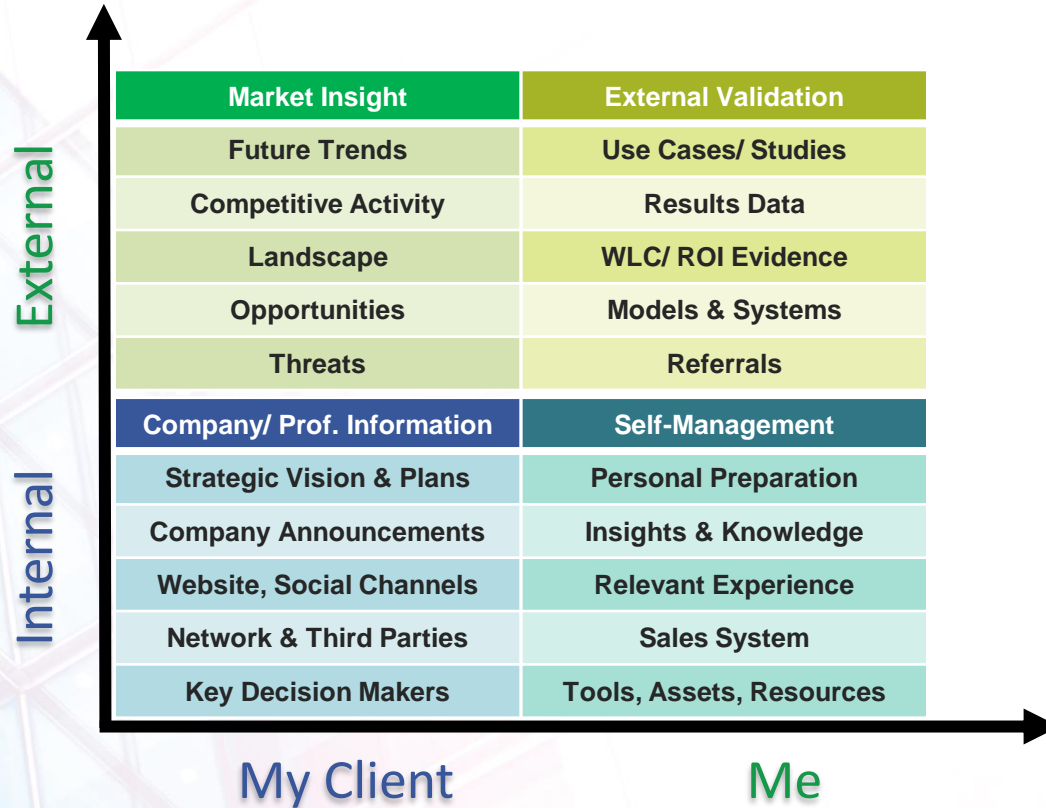 External
Market Insight
External Validation
Future Trends
Use Cases/ Studies
Competitive Activity
Results Data
Landscape
WLC/ ROI Evidence
Opportunities
Models & Systems
Threats
Referrals
Internal
Company/ Prof. Information
Self-Management
Strategic Vision & Plans
Personal Preparation
Company Announcements
Insights & Knowledge
Website, Social Channels
Relevant Experience
Network & Third Parties
Sales System
Key Decision Makers
Tools, Assets, Resources
My Client
Me